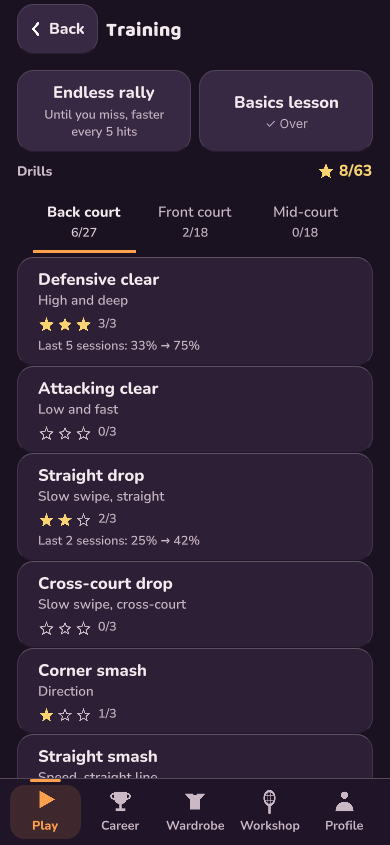 Back
Training
Endless rally
Until you miss, faster
every 5 hits
Basics lesson
✓ Over
Drills
8/63
Back court
6/27
Front court
2/18
Mid-court
0/18
Defensive clear
High and deep
3/3
Last 5 sessions: 33% → 75%
Attacking clear
Low and fast
0/3
Straight drop
Slow swipe, straight
2/3
Last 2 sessions: 25% → 42%
Cross-court drop
Slow swipe, cross-court
0/3
Corner smash
Direction
1/3
Straight smash
Speed, straight line
Play
Career
Wardrobe
Workshop
Profile